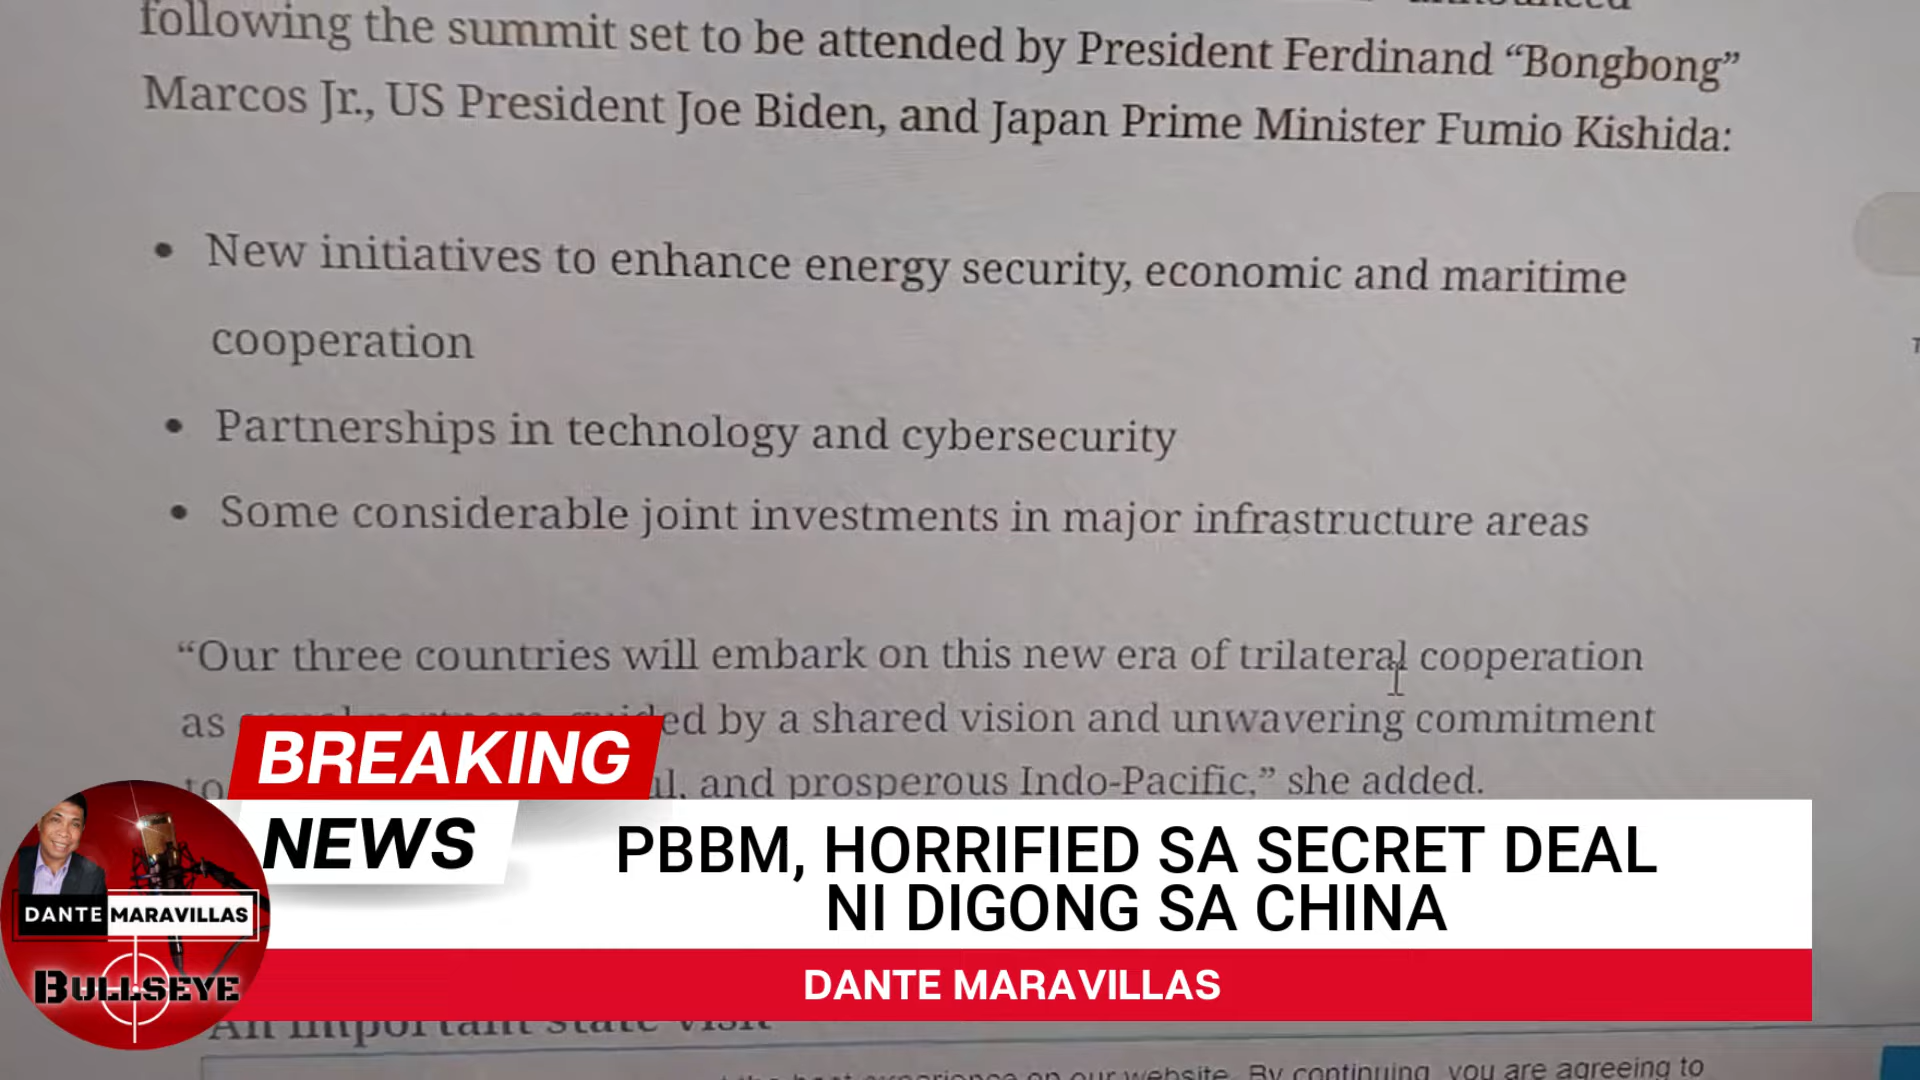 following the summit set to be attended by President Ferdinand “Bongbong”
Marcos Jr., US President Joe Biden, and Japan Prime Minister Fumio Kishida:
• New initiatives to enhance energy security, economic and maritime
cooperation
• Partnerships in technology and cybersecurity
• Some considerable joint investments in major infrastructure areas
“Our three countries will embark on this new era of trilateral cooperation
as by a shared vision and unwavering commitment
and prosperous Indo-Pacific,” she added.
BREAKING
NEWS
PBBM, HORRIFIED SA SECRET DEAL
NI DIGONG SA CHINA
DANTE MARAVILLAS
DANTE MARAVILLAS
BULLSEYE
An important state visit
experience on our website. By continuing, you are agreeing to